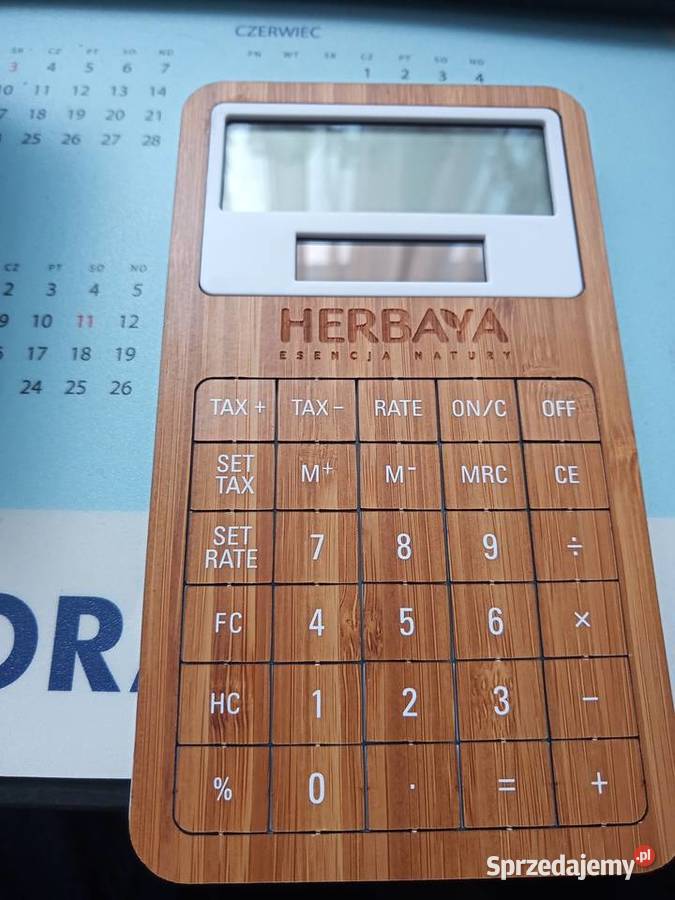 CZERWIEC
ŚR CZ PT SO ND
PN WT ŚR CZ PT SO ND
3 4 5 6 7
1 2 3 4
10 11 12 13 14
18 19 20 21
25 26 27 28
CZ PT SO ND
2 3 4 5
9 10 11 12
17 18 19
24 25 26
HERBAYA
ESENCJA NATURY
TAX + TAX − RATE ON/C OFF
SET TAX M+ M− MRC CE
SET RATE 7 8 9 ÷
FC 4 5 6 ×
HC 1 2 3 −
% 0 . = +
ORA
Sprzedajemy.pl